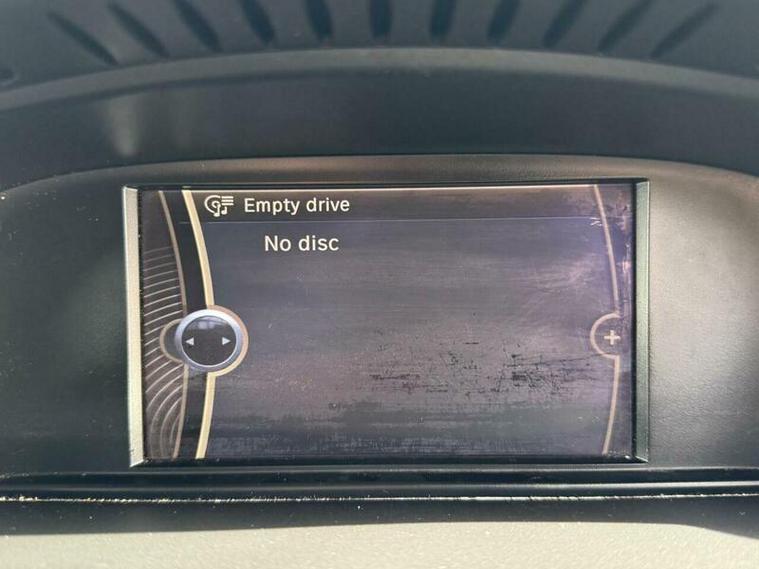 Empty drive
No disc
+